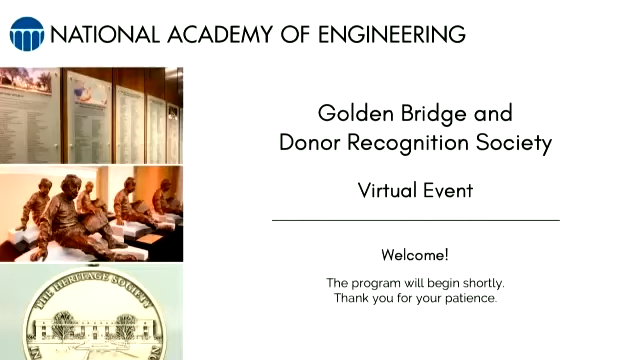 NATIONAL ACADEMY OF ENGINEERING
Golden Bridge and
Donor Recognition Society
Virtual Event
Welcome!
The program will begin shortly.
Thank you for your patience.
THE HERITAGE SOCIETY